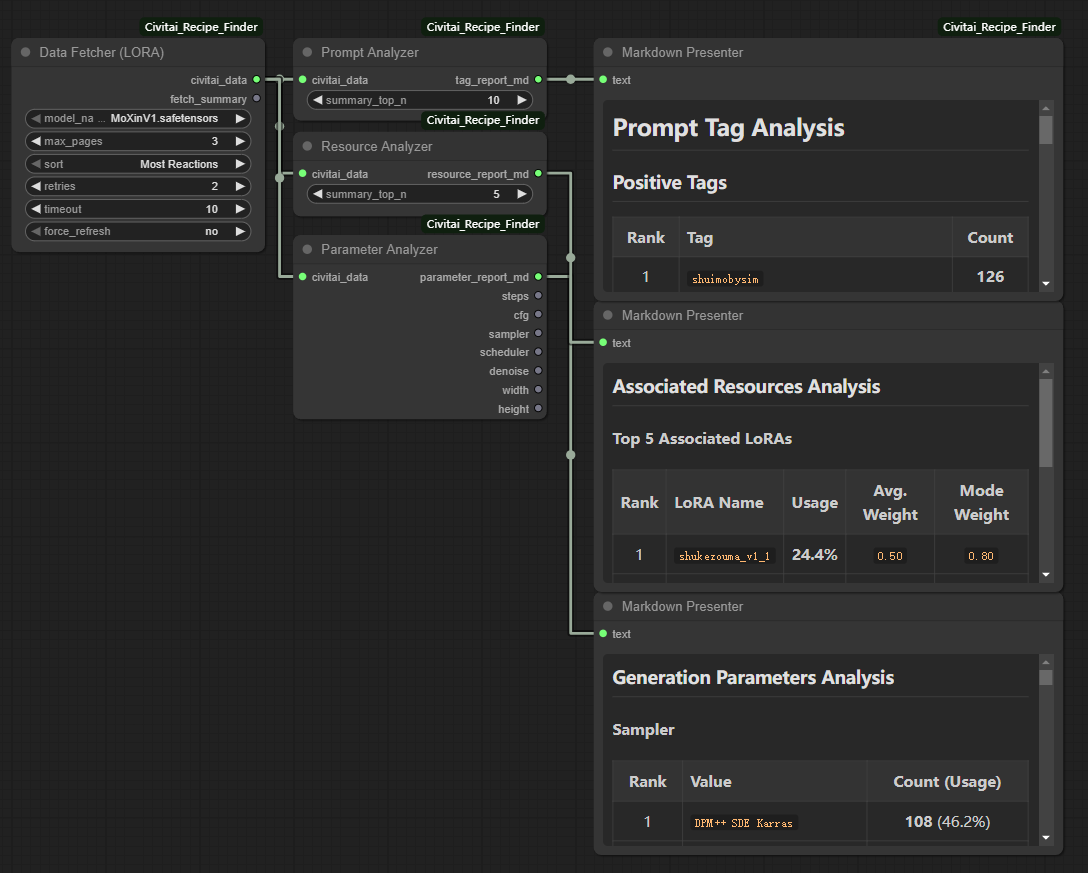 Civitai_Recipe_Finder
Data Fetcher (LORA)
civitai_data
fetch_summary
model_na ... MoXinV1.safetensors
max_pages 3
sort Most Reactions
retries 2
timeout 10
force_refresh no
Civitai_Recipe_Finder
Prompt Analyzer
civitai_data tag_report_md
summary_top_n 10
Civitai_Recipe_Finder
Resource Analyzer
civitai_data resource_report_md
summary_top_n 5
Civitai_Recipe_Finder
Parameter Analyzer
civitai_data parameter_report_md
steps
cfg
sampler
scheduler
denoise
width
height
Civitai_Recipe_Finder
Markdown Presenter
text
Prompt Tag Analysis
Positive Tags
Rank Tag Count
1 shuimobysim 126
Markdown Presenter
text
Associated Resources Analysis
Top 5 Associated LoRAs
Rank LoRA Name Usage Avg. Weight Mode Weight
1 shukezouma_v1_1 24.4% 0.50 0.80
Markdown Presenter
text
Generation Parameters Analysis
Sampler
Rank Value Count (Usage)
1 DPM++ SDE Karras 108 (46.2%)